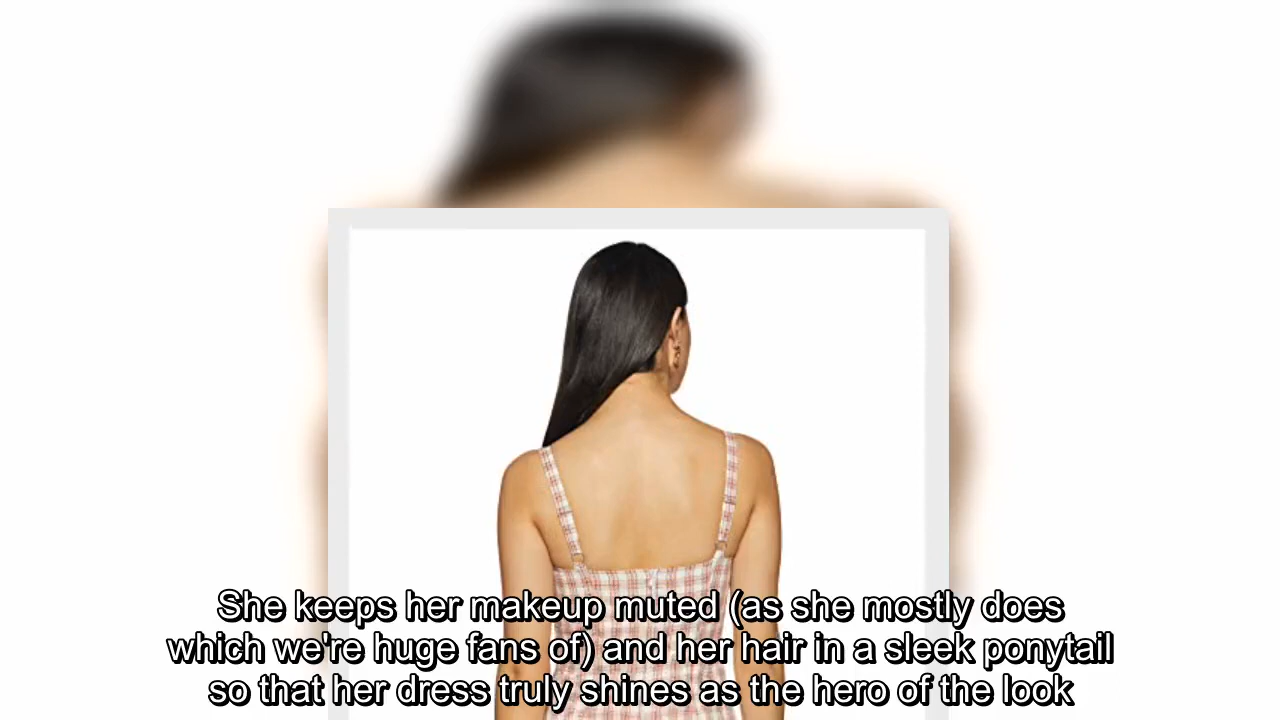 She keeps her makeup muted (as she mostly does
which we're huge fans of) and her hair in a sleek ponytail
so that her dress truly shines as the hero of the look